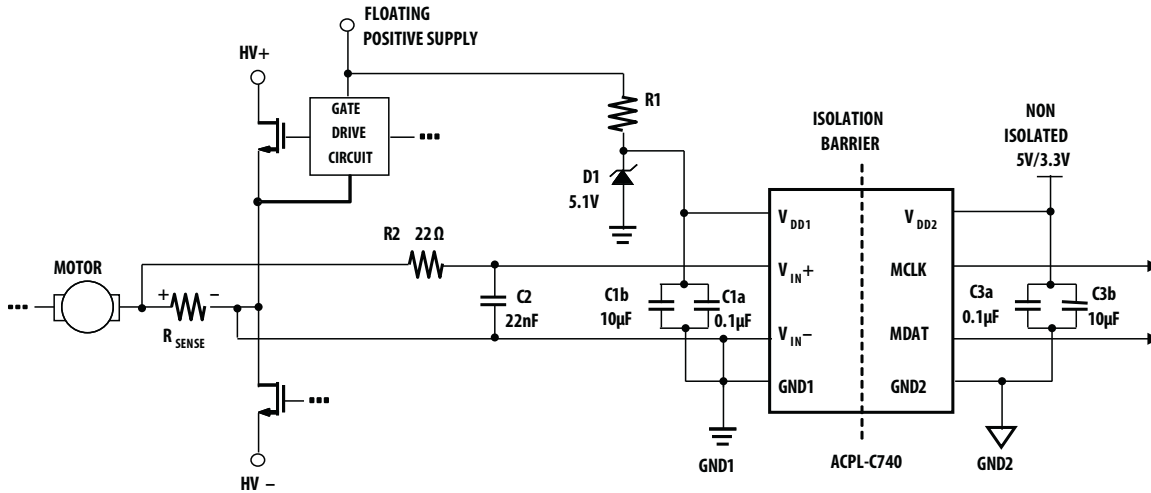 FLOATING
POSITIVE SUPPLY
HV+
GATE
DRIVE
CIRCUIT
R1
D1
5.1V
ISOLATION
BARRIER
NON
ISOLATED
5V/3.3V
MOTOR
+
–
R SENSE
R2 22 Ω
C2
22nF
C1b
10μF
C1a
0.1μF
V DD1
V IN+
V IN–
GND1
V DD2
MCLK
MDAT
GND2
C3a
0.1μF
C3b
10μF
GND1
ACPL-C740
GND2
HV –